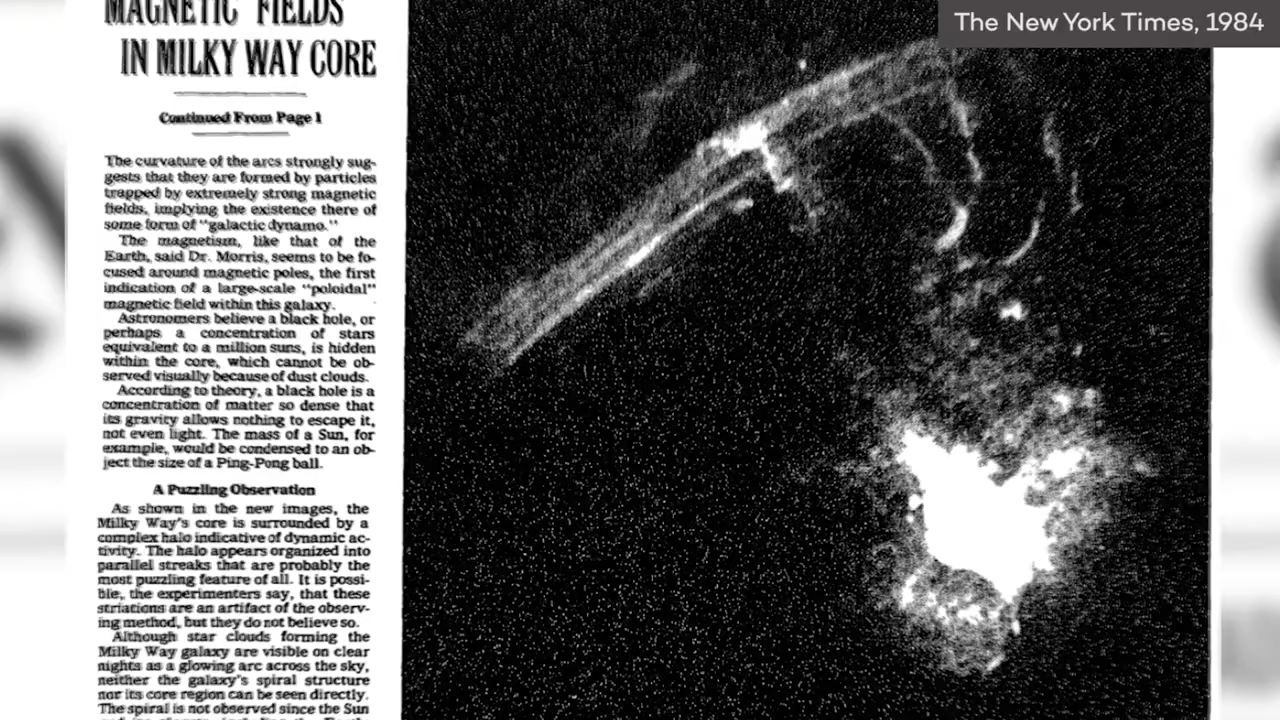 The New York Times, 1984
MAGNETIC FIELDS
IN MILKY WAY CORE
Continued From Page 1
The curvature of the arcs strongly sug-
gests that they are formed by particles
trapped by extremely strong magnetic
fields, implying the existence there of
some form of "galactic dynamo."
The magnetism, like that of the
Earth, said Dr. Morris, seems to be fo-
cused around magnetic poles, the first
indication of a large-scale "poloidal"
magnetic field within this galaxy.
Astronomers believe a black hole, or
perhaps a concentration of stars
equivalent to a million suns, is hidden
within the core, which cannot be ob-
served visually because of dust clouds.
According to theory, a black hole is a
concentration of matter so dense that
its gravity allows nothing to escape it,
not even light. The mass of a Sun, for
example, would be condensed to an ob-
ject the size of a Ping-Pong ball.
A Puzzling Observation
As shown in the new images, the
Milky Way's core is surrounded by a
complex halo indicative of dynamic ac-
tivity. The halo appears organized into
parallel streaks that are probably the
most puzzling feature of all. It is possi-
ble, the experimenters say, that these
striations are an artifact of the observ-
ing method, but they do not believe so.
Although star clouds forming the
Milky Way galaxy are visible on clear
nights as a glowing arc across the sky,
neither the galaxy's spiral structure
nor its core region can be seen directly.
The spiral is not observed since the Sun